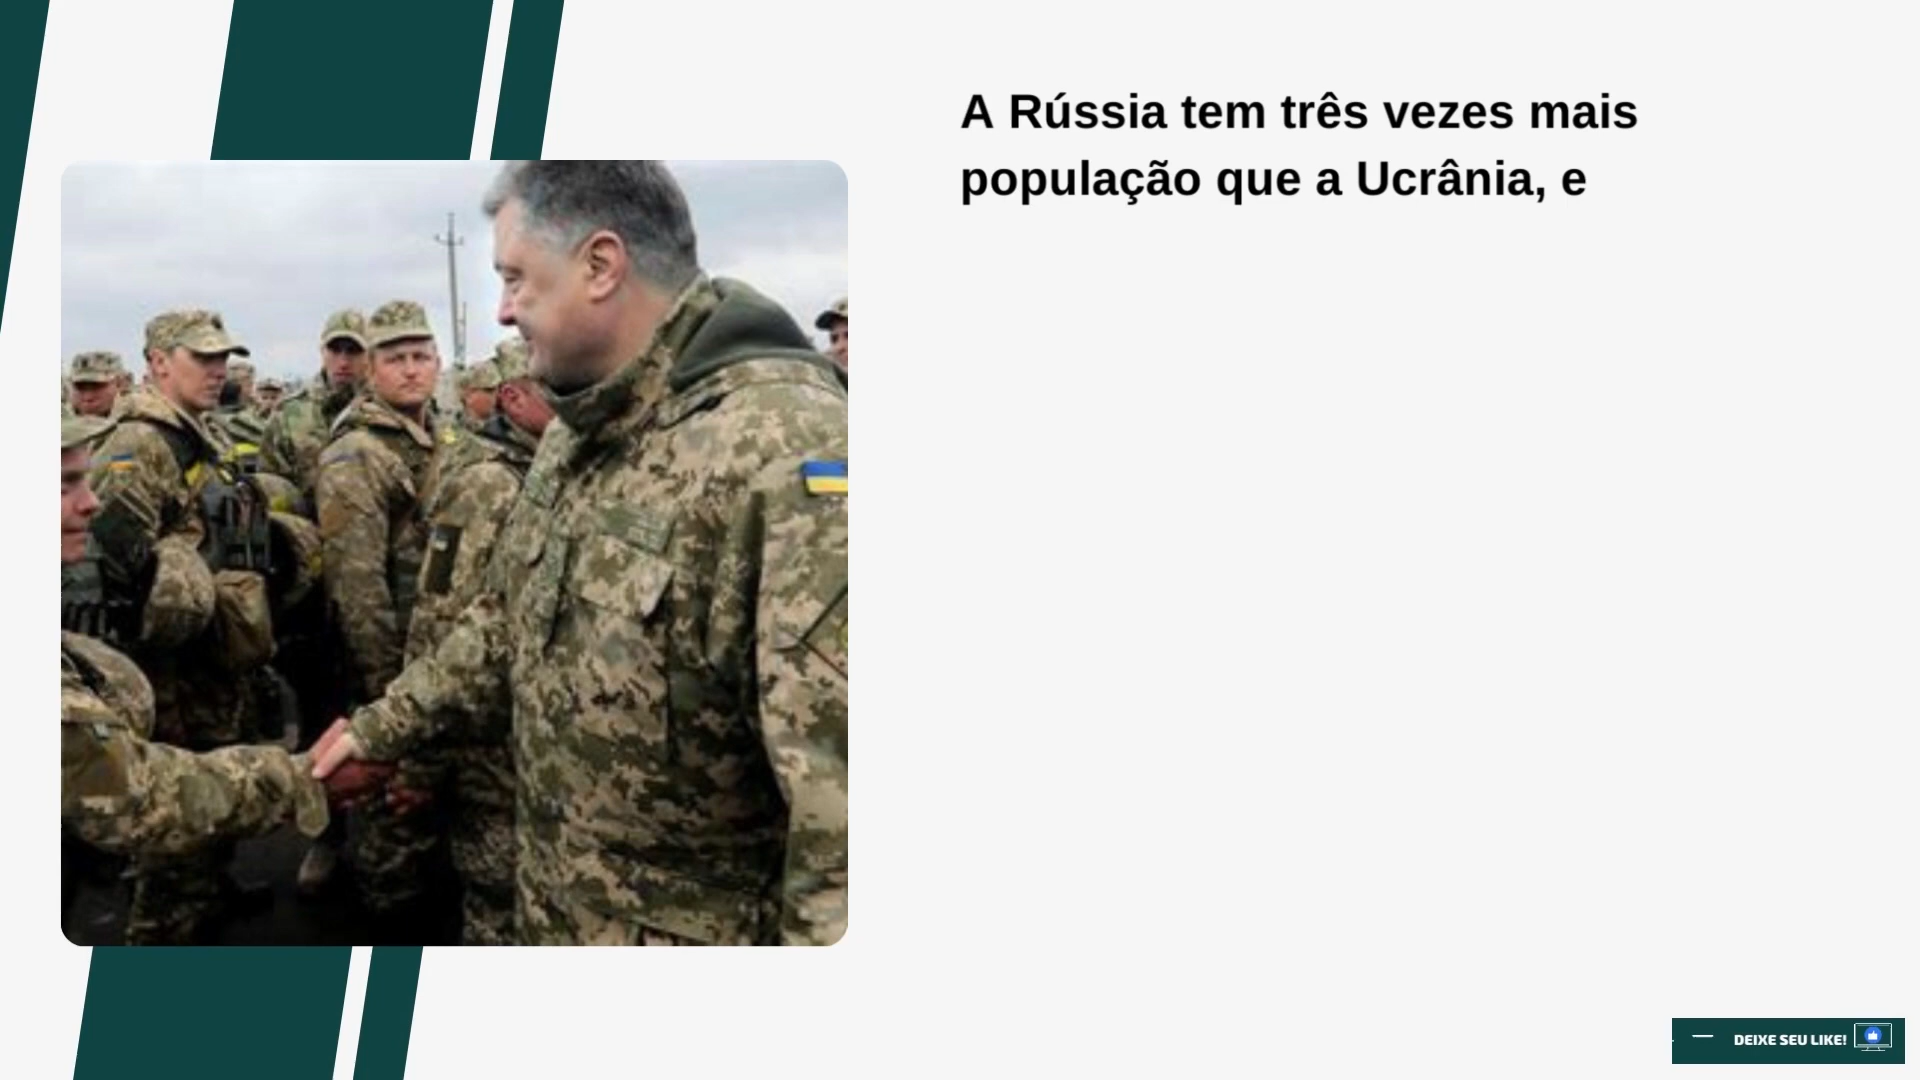 A Rússia tem três vezes mais
população que a Ucrânia, e
DEIXE SEU LIKE!